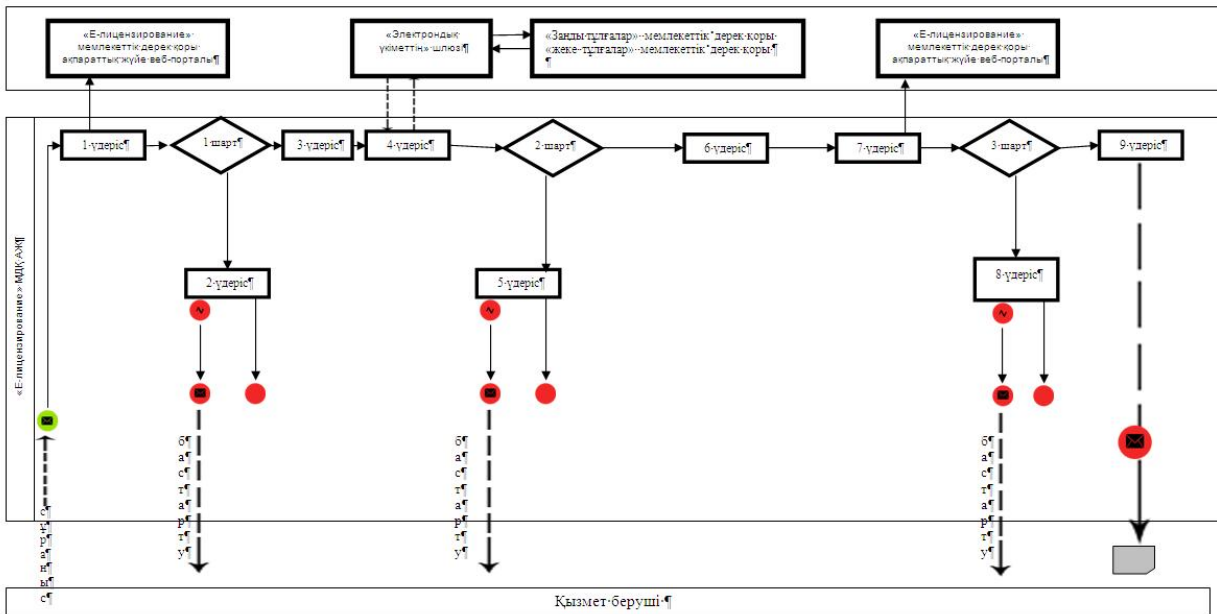 «Е-лицензирование»
мемлекеттік дерек қоры
ақпараттық жүйе веб-порталы¶
«Электрондық
үкіметтің» шлюзі¶
«Заңды тұлғалар» мемлекеттік дерек қоры
«жеке тұлғалар» мемлекеттік дерек қоры¶
¶
«Е-лицензирование»
мемлекеттік дерек қоры
ақпараттық жүйе веб-порталы¶
«Е-лицензирование» МДҚ АЖ¶
1·үдеріс¶
1·шарт¶
3·үдеріс¶
4·үдеріс¶
2·шарт¶
6·үдеріс¶
7·үдеріс¶
3·шарт¶
9·үдеріс¶
2·үдеріс¶
5·үдеріс¶
8·үдеріс¶
б¶
а¶
с¶
т¶
а¶
р¶
т¶
у¶
б¶
а¶
с¶
т¶
а¶
р¶
т¶
у¶
б¶
а¶
с¶
т¶
а¶
р¶
т¶
у¶
с¶
ұ¶
р¶
а¶
н¶
ы¶
с¶
Қызмет·беруші·¶